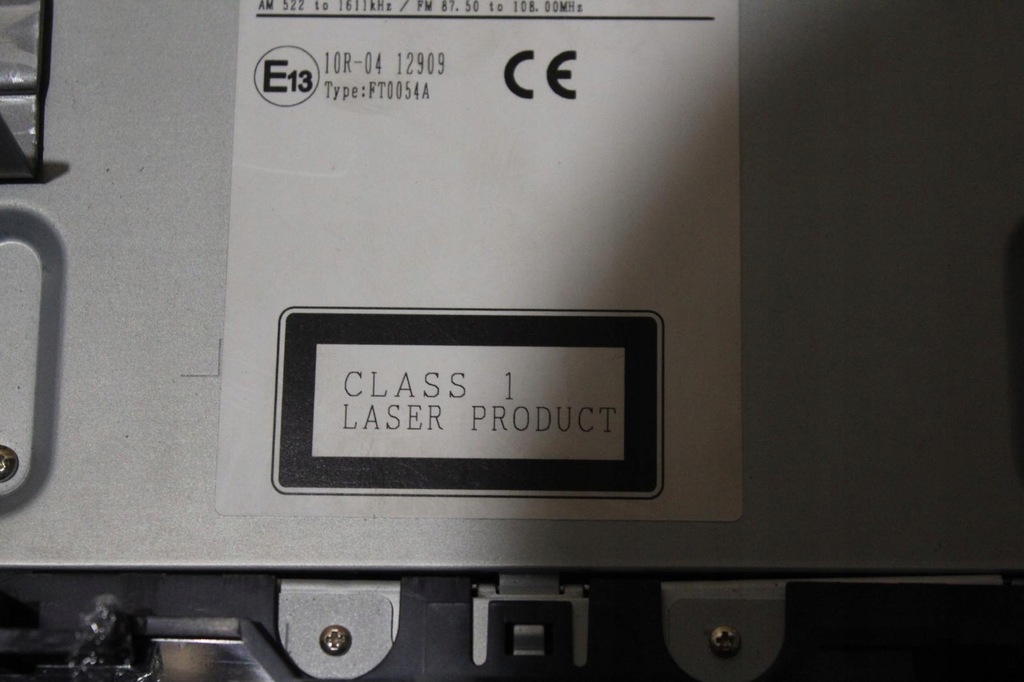 AM 522 to 1611kHz / FM 87.50 to 108.00MHz
E13
10R-04 12909
Type:FT0054A
CE
CLASS 1
LASER PRODUCT